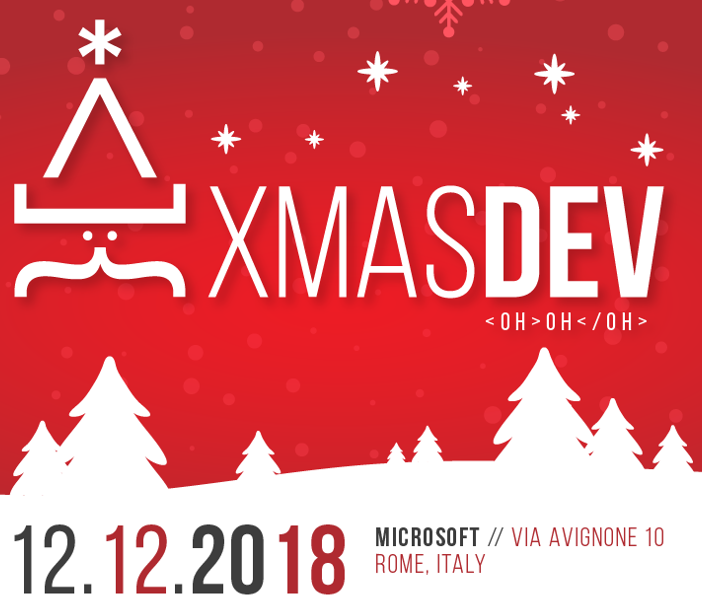 XMASDEV
<OH>OH</OH>
12.12.2018
MICROSOFT // VIA AVIGNONE 10
ROME, ITALY